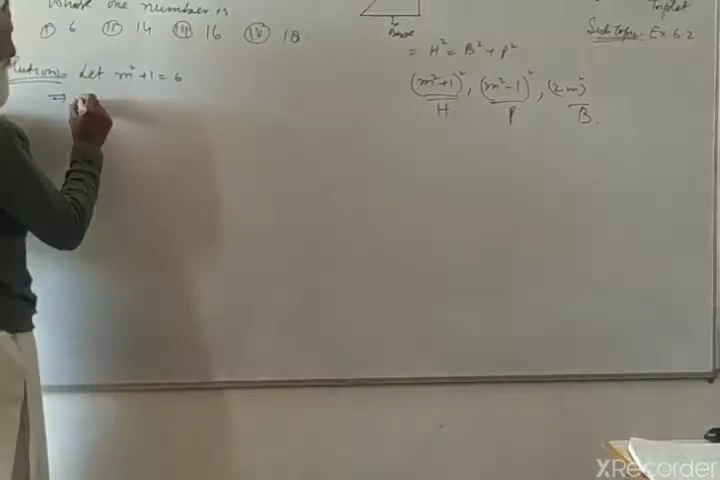 Whose one number is
(i) 6 (ii) 14 (iii) 16 (iv) 18.
Let m²+1 = 6
⇒
Base
= H² = B² + P²
(m²+1)², (m²-1)², (2m)²
H P B.
Triplet
Ex 6.2
XRecorder